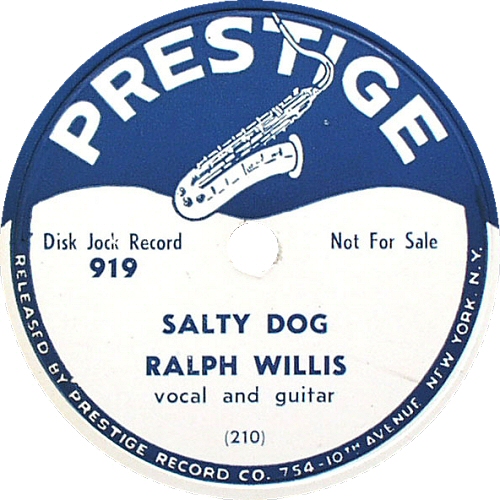 PRESTIGE
Disk Jock Record
Not For Sale
919
SALTY DOG
RALPH WILLIS
vocal and guitar
(210)
RELEASED BY PRESTIGE RECORD CO. 754-10TH AVENUE, NEW YORK, N.Y.